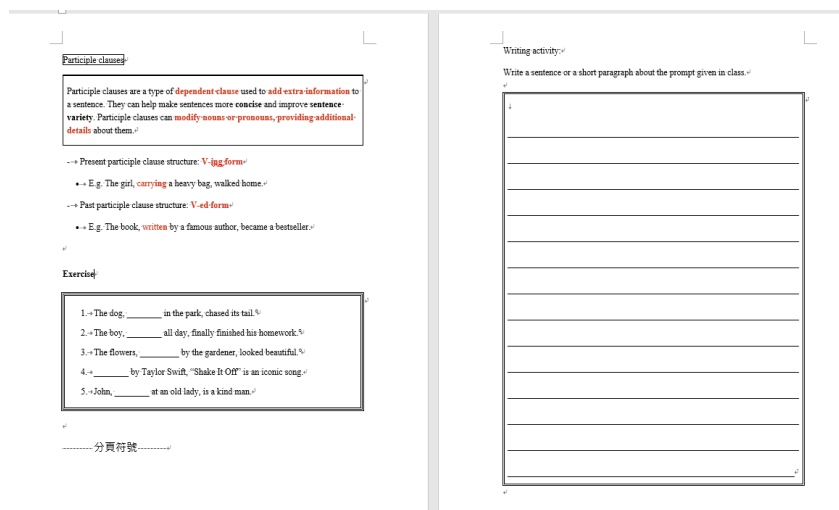 Participle clauses
Participle clauses are a type of dependent clause used to add extra information to
a sentence. They can help make sentences more concise and improve sentence
variety. Participle clauses can modify nouns or pronouns, providing additional
details about them.
- Present participle clause structure: V-ing form
• E.g. The girl, carrying a heavy bag, walked home.
- Past participle clause structure: V-ed form
• E.g. The book, written by a famous author, became a bestseller.
Exercise
1. The dog, ________ in the park, chased its tail.
2. The boy, ________ all day, finally finished his homework.
3. The flowers, _________ by the gardener, looked beautiful.
4. ________ by Taylor Swift, “Shake It Off” is an iconic song.
5. John, ________ at an old lady, is a kind man.
---------分頁符號---------
Writing activity:
Write a sentence or a short paragraph about the prompt given in class.